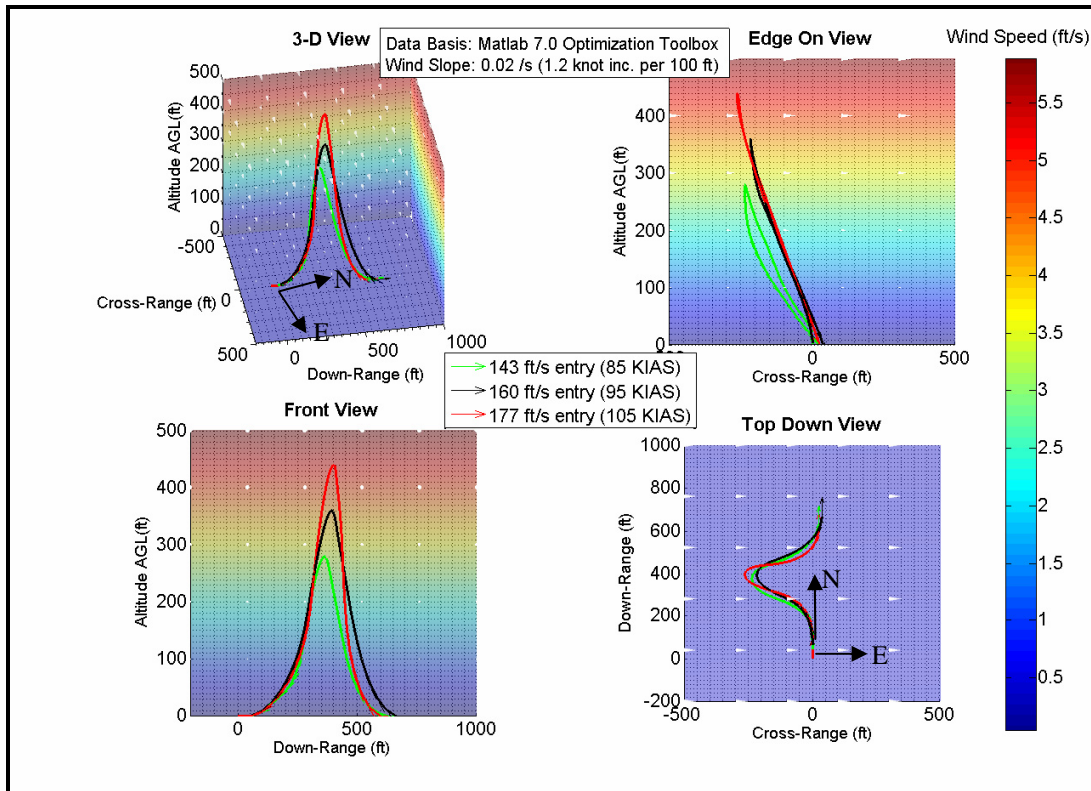 3-D View
Data Basis: Matlab 7.0 Optimization Toolbox
Wind Slope: 0.02 /s (1.2 knot inc. per 100 ft)
Edge On View
Wind Speed (ft/s)
Altitude AGL(ft)
500
400
300
200
100
0
-500
0
500
Cross-Range (ft)
0
500
1000
Down-Range (ft)
N
E
Altitude AGL(ft)
400
300
200
100
0
0
500
Cross-Range (ft)
5.5
5
4.5
4
3.5
3
2.5
2
1.5
1
0.5
143 ft/s entry (85 KIAS)
160 ft/s entry (95 KIAS)
177 ft/s entry (105 KIAS)
Front View
Altitude AGL(ft)
500
400
300
200
100
0
0
500
1000
Down-Range (ft)
Top Down View
Down-Range (ft)
1000
800
600
400
200
0
-200
-500
0
500
Cross-Range (ft)
N
E